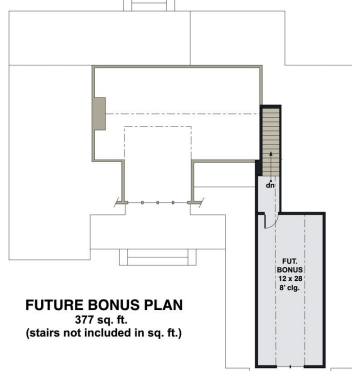 dn
FUT.
BONUS
12 x 28
8' clg.
FUTURE BONUS PLAN
377 sq. ft.
(stairs not included in sq. ft.)